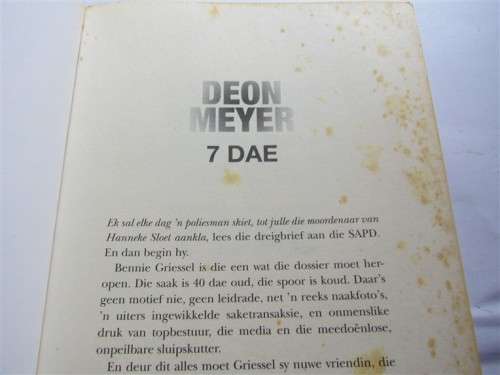 DEON
MEYER
7 DAE
Ek sal elke dag 'n poliesman skiet, tot julle die moordenaar van
Hanneke Sloet aankla, lees die dreigbrief aan die SAPD.
En dan begin hy.
Bennie Griessel is die een wat die dossier moet her-
open. Die saak is 40 dae oud, die spoor is koud. Daar's
geen motief nie, geen leidrade, net 'n reeks naakfoto's,
'n uiters ingewikkelde saketransaksie, en onmenslike
druk van topbestuur, die media en die meedoënlose,
onpeilbare sluipskutter.
En deur dit alles moet Griessel sy nuwe vriendin, die